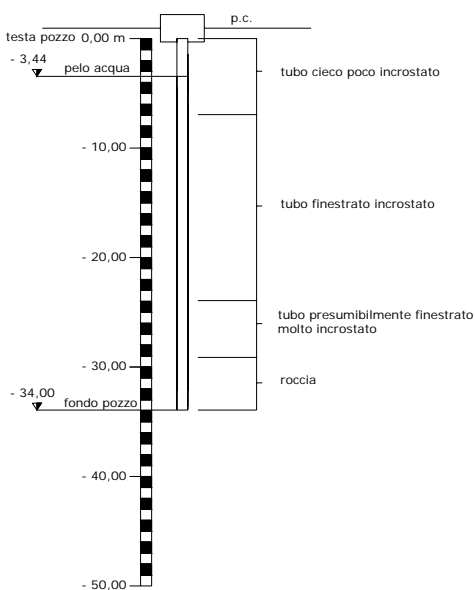 p.c.
testa pozzo 0,00 m
- 3,44
pelo acqua
tubo cieco poco incrostato
- 10,00
tubo finestrato incrostato
- 20,00
tubo presumibilmente finestrato
molto incrostato
- 30,00
roccia
- 34,00
fondo pozzo
- 40,00
- 50,00